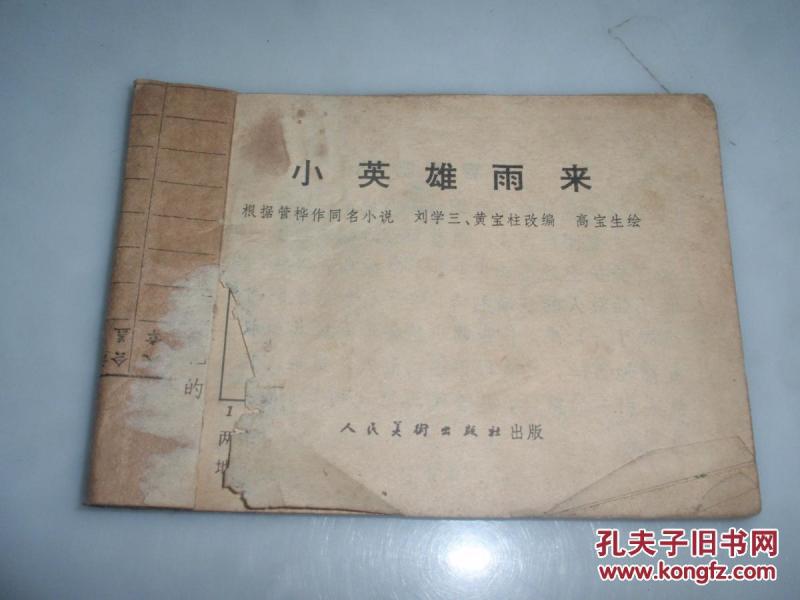 小英雄雨来
根据管桦作同名小说 刘学三、黄宝柱改编 高宝生绘
的
1
两
地
人民美術出版社出版
孔夫子旧书网
www.kongfz.com